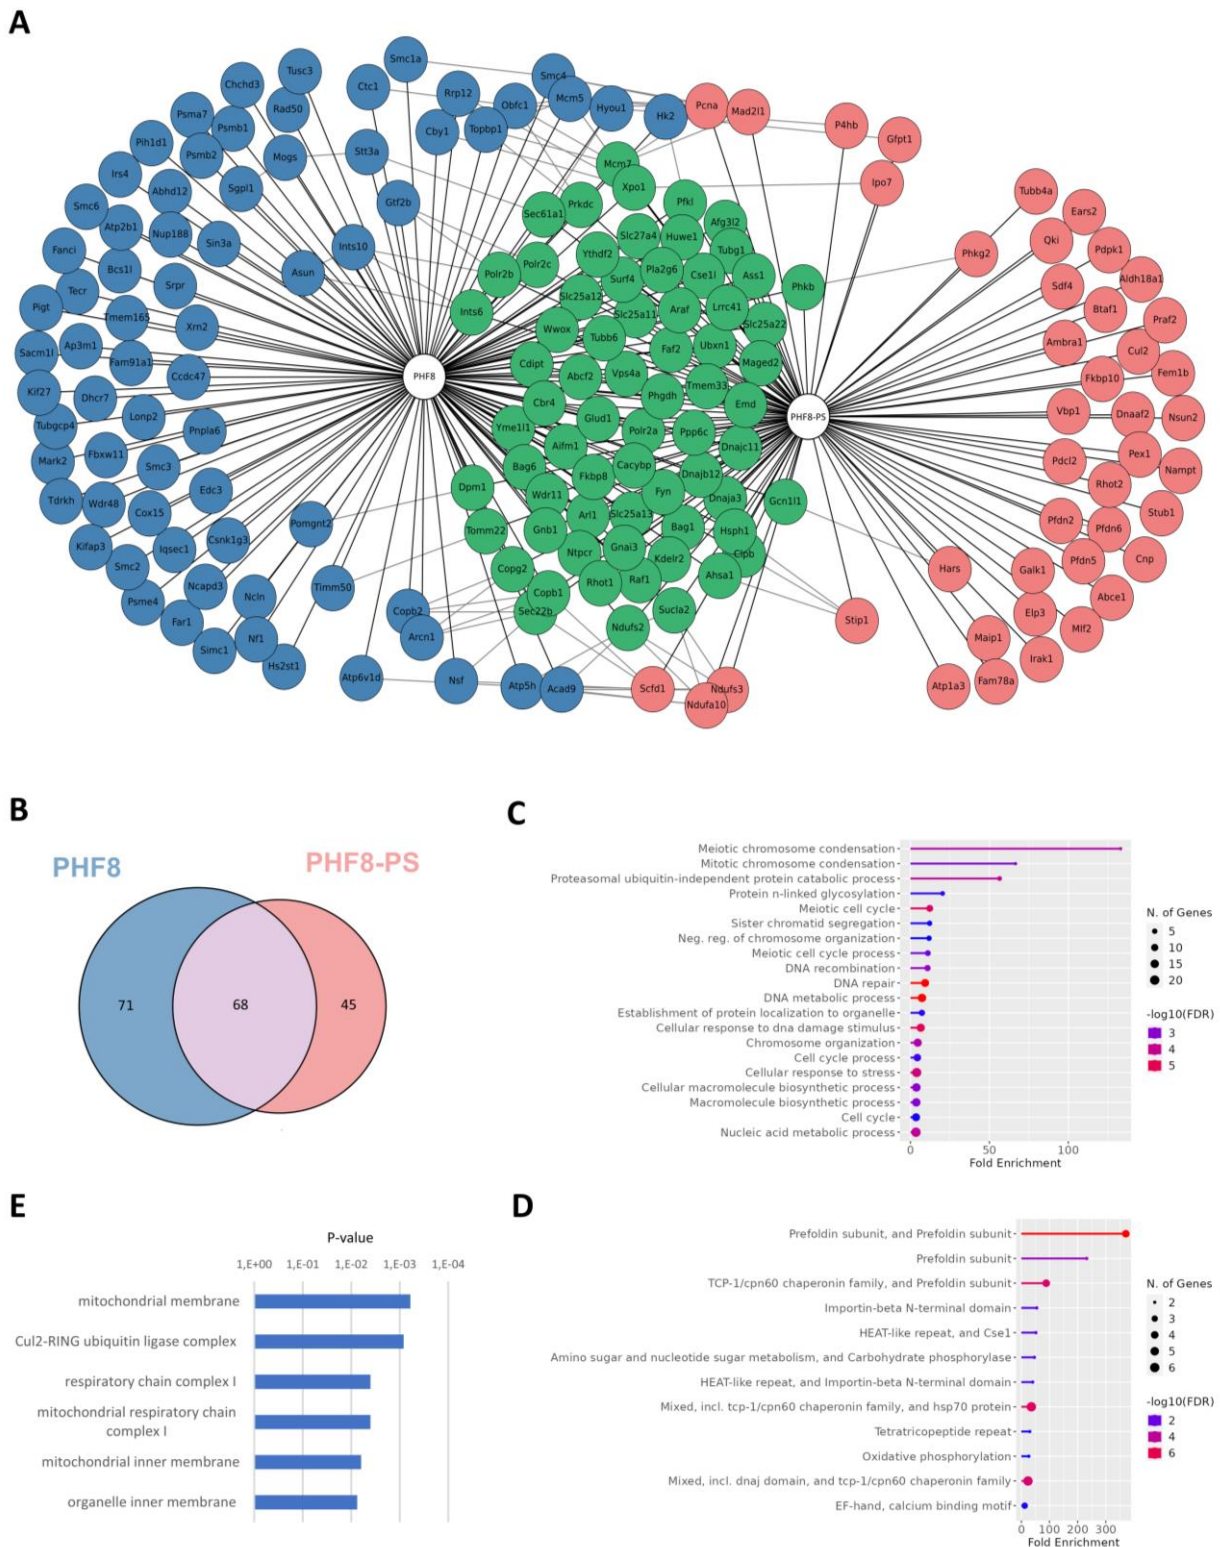 A
Smc1a
Tusc3
Smc4
Chchd3
Ctc1
Rrp12
Mcm5
Obfc1
Hyou1
Pcna
Rad50
Mad2l1
Psma7
Hk2
Psmb1
Cby1
Topbp1
P4hb
Gfpt1
Pih1d1
Psmb2
Mogs
Stt3a
Mcm7
Irs4
Abhd12
Sgpl1
Xpo1
Ipo7
Tubb4a
Smc6
Gtf2b
Sec61a1
Prkdc
Pfkl
Ears2
Atp2b1
Nup188
Sin3a
Ints10
Slc27a4
Huwe1
Afg3l2
Qki
Fanci
Ythdf2
Tubg1
Phkg2
Pdpk1
Bcs1l
Asun
Polr2b
Polr2c
Surf4
Pla2g6
Cse1l
Ass1
Phkb
Sdf4
Aldh18a1
Tecr
Srpr
Slc25a12
Pigt
Tmem165
Xrn2
Ints6
Slc25a11
Araf
Lrrc41
Slc25a22
Btaf1
Praf2
Wwox
Tubb6
Sacm1l
Ap3m1
Fam91a1
Faf2
Ubxn1
Ambra1
Cul2
Cdipt
Maged2
Ccdc47
PHF8
Abcf2
Vps4a
Fkbp10
Fem1b
Kif27
Dhcr7
Phgdh
Tmem33
Cbr4
Emd
Tubgcp4
Lonp2
Pnpla6
Glud1
PHF8-PS
Vbp1
Dnaaf2
Nsun2
Yme1l1
Polr2a
Ppp6c
Mark2
Fbxw11
Aifm1
Dnajc11
Smc3
Bag6
Cacybp
Pdcl2
Pex1
Nampt
Tdrkh
Wdr48
Edc3
Dpm1
Fkbp8
Dnajb12
Rhot2
Cox15
Wdr11
Fyn
Dnaja3
Gcn1l1
Stub1
Pomgnt2
Arl1
Slc25a13
Kifap3
Iqsec1
Csnk1g3
Tomm22
Gnb1
Bag1
Hsph1
Pfdn2
Pfdn6
Smc2
Ntpcr
Gnai3
Kdelr2
Clpb
Pfdn5
Cnp
Ncapd3
Timm50
Copg2
Rhot1
Raf1
Ahsa1
Hars
Galk1
Psme4
Ncln
Copb1
Abce1
Far1
Copb2
Sec22b
Sucla2
Stip1
Elp3
Mlf2
Simc1
Nf1
Arcn1
Ndufs2
Maip1
Hs2st1
Irak1
Atp6v1d
Nsf
Atp5h
Acad9
Scfd1
Ndufs3
Atp1a3
Fam78a
Ndufa10
B
PHF8
PHF8-PS
71
68
45
C
Meiotic chromosome condensation
Mitotic chromosome condensation
Proteasomal ubiquitin-independent protein catabolic process
Protein n-linked glycosylation
Meiotic cell cycle
Sister chromatid segregation
Neg. reg. of chromosome organization
Meiotic cell cycle process
DNA recombination
DNA repair
DNA metabolic process
Establishment of protein localization to organelle
Cellular response to dna damage stimulus
Chromosome organization
Cell cycle process
Cellular response to stress
Cellular macromolecule biosynthetic process
Macromolecule biosynthetic process
Cell cycle
Nucleic acid metabolic process
0 50 100
Fold Enrichment
N. of Genes
5
10
15
20
-log10(FDR)
3
4
5
E
P-value
1,E+00 1,E-01 1,E-02 1,E-03 1,E-04
mitochondrial membrane
Cul2-RING ubiquitin ligase complex
respiratory chain complex I
mitochondrial respiratory chain
complex I
mitochondrial inner membrane
organelle inner membrane
D
Prefoldin subunit, and Prefoldin subunit
Prefoldin subunit
TCP-1/cpn60 chaperonin family, and Prefoldin subunit
Importin-beta N-terminal domain
HEAT-like repeat, and Cse1
Amino sugar and nucleotide sugar metabolism, and Carbohydrate phosphorylase
HEAT-like repeat, and Importin-beta N-terminal domain
Mixed, incl. tcp-1/cpn60 chaperonin family, and hsp70 protein
Tetratricopeptide repeat
Oxidative phosphorylation
Mixed, incl. dnaj domain, and tcp-1/cpn60 chaperonin family
EF-hand, calcium binding motif
0 100 200 300
Fold Enrichment
N. of Genes
2
3
4
5
6
-log10(FDR)
2
4
6